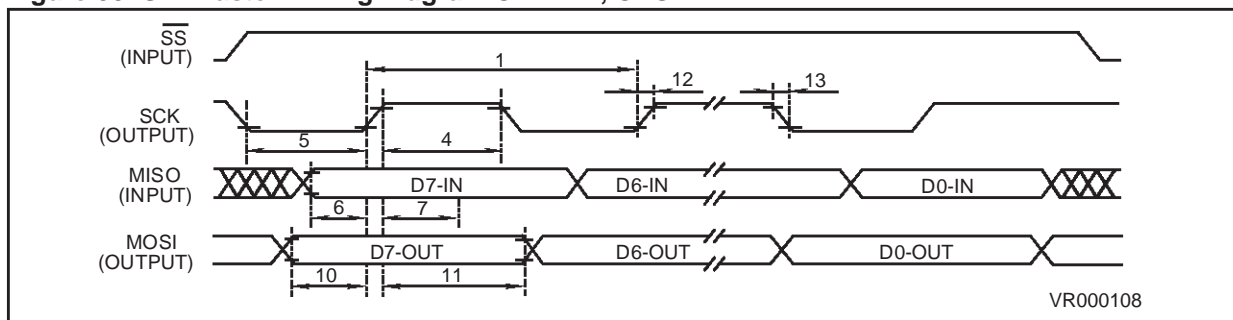 SS
(INPUT)
1
12
13
SCK
(OUTPUT)
5
4
MISO
(INPUT)
D7-IN
D6-IN
D0-IN
6
7
MOSI
(OUTPUT)
D7-OUT
D6-OUT
D0-OUT
10
11
VR000108